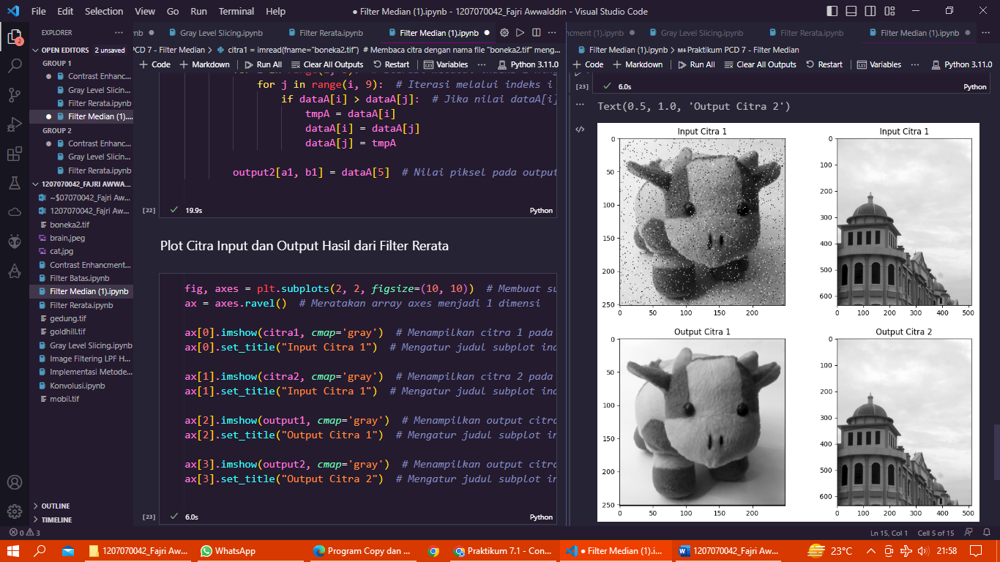 File Edit Selection View Go Run Terminal Help
● Filter Median (1).ipynb - 1207070042_Fajri Awwalddin - Visual Studio Code
EXPLORER
OPEN EDITORS 2 unsaved
GROUP 1
Contrast Enhanc...
Gray Level Slicin...
Filter Rerata.ipynb
Filter Median (1)....
GROUP 2
Contrast Enhanc...
Gray Level Slicin...
Filter Rerata.ipynb
1207070042_FAJRI AWWA...
~$07070042_Fajri Aw...
1207070042_Fajri Aw...
boneka2.tif
brain.jpeg
cat.jpg
Contrast Enhancment...
Filter Batas.ipynb
Filter Median (1).ipynb
Filter Rerata.ipynb
gedung.tif
goldhill.tif
Gray Level Slicing.ipynb
Image Filtering LPF H...
Implementasi Metode...
Konvolusi.ipynb
mobil.tif
OUTLINE
TIMELINE
nb Gray Level Slicing.ipynb Filter Rerata.ipynb Filter Median (1).ipynb
PCD 7 - Filter Median > citra1 = imread(fname="boneka2.tif") # Membaca citra dengan nama file "boneka2.tif" meng...
+ Code + Markdown Run All Clear All Outputs Restart Variables ... Python 3.11.0
for j in range(i, 9): # Iterasi melalui indeks i
if dataA[i] > dataA[j]: # Jika nilai dataA[i]
tmpA = dataA[i]
dataA[i] = dataA[j]
dataA[j] = tmpA
output2[a1, b1] = dataA[5] # Nilai piksel pada output
[22] 19.9s Python
Plot Citra Input dan Output Hasil dari Filter Rerata
fig, axes = plt.subplots(2, 2, figsize=(10, 10)) # Membuat su
ax = axes.ravel() # Meratakan array axes menjadi 1 dimensi
ax[0].imshow(citra1, cmap='gray') # Menampilkan citra 1 pada
ax[0].set_title("Input Citra 1") # Mengatur judul subplot ind
ax[1].imshow(citra2, cmap='gray') # Menampilkan citra 2 pada
ax[1].set_title("Input Citra 1") # Mengatur judul subplot ind
ax[2].imshow(output1, cmap='gray') # Menampilkan output citra
ax[2].set_title("Output Citra 1") # Mengatur judul subplot in
ax[3].imshow(output2, cmap='gray') # Menampilkan output citra
ax[3].set_title("Output Citra 2") # Mengatur judul subplot in
[23] 6.0s Python
ncment (1).ipynb Gray Level Slicing.ipynb Filter Rerata.ipynb Filter Median (1).ipynb
Filter Median (1).ipynb > Praktikum PCD 7 - Filter Median
+ Code + Markdown Run All Clear All Outputs Restart Variables ... Python 3.11.0
[23] 6.0s Python
Text(0.5, 1.0, 'Output Citra 2')
Input Citra 1
0
50
100
150
200
250
0 50 100 150 200
Input Citra 1
0
100
200
300
400
500
600
0 100 200 300 400 500
Output Citra 1
0
50
100
150
200
250
0 50 100 150 200
Output Citra 2
0
100
200
300
400
500
600
0 100 200 300 400 500
0 3 Ln 15, Col 1 Cell 5 of 15
1207070042_Fajri Aw... WhatsApp Program Copy dan ... Praktikum 7.1 - Con... ● Filter Median (1).i... 1207070042_Fajri Aw... 23°C 21:58